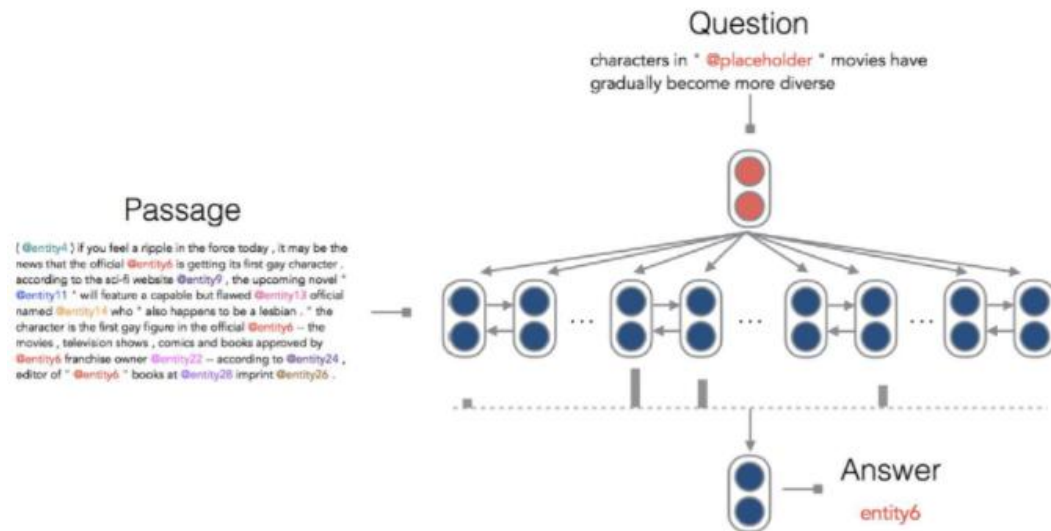 Question
characters in " @placeholder " movies have
gradually become more diverse
Passage
( @entity4 ) if you feel a ripple in the force today , it may be the
news that the official @entity6 is getting its first gay character .
according to the sci-fi website @entity9 , the upcoming novel "
@entity11 " will feature a capable but flawed @entity13 official
named @entity14 who " also happens to be a lesbian . " the
character is the first gay figure in the official @entity6 -- the
movies , television shows , comics and books approved by
@entity6 franchise owner @entity22 -- according to @entity24 ,
editor of " @entity6 " books at @entity28 imprint @entity26 .
...
...
...
Answer
entity6